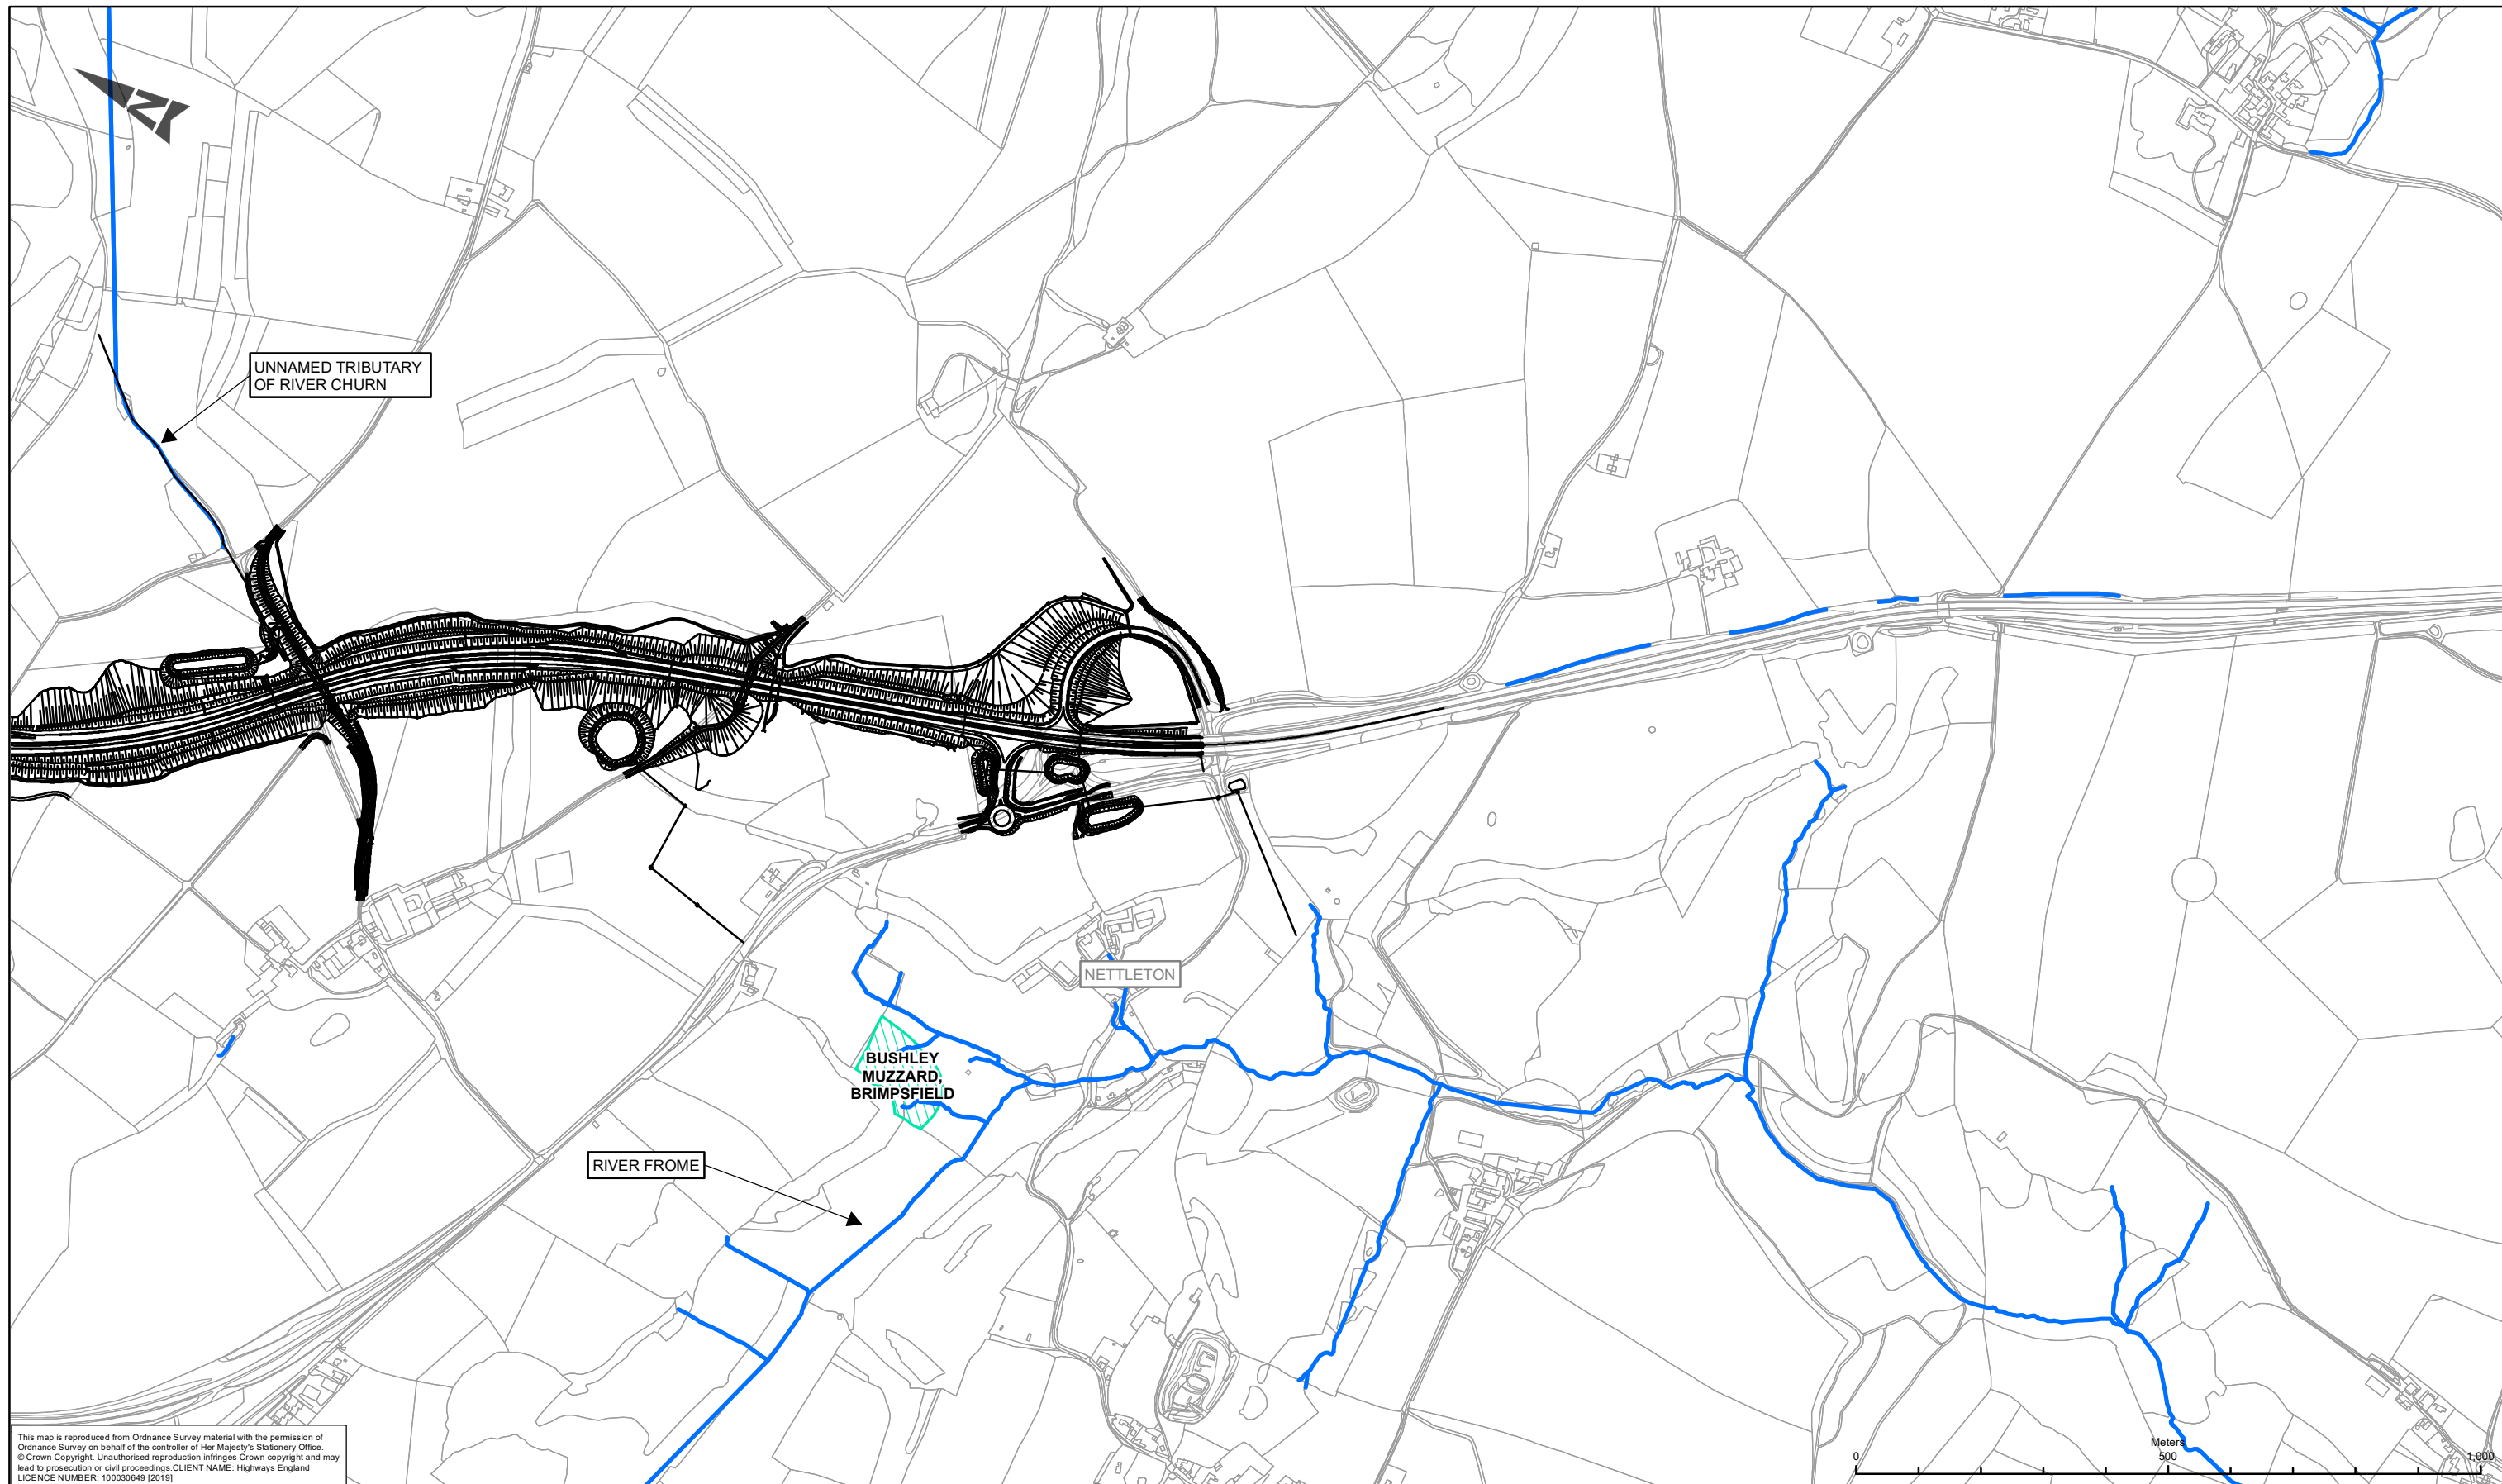 N
UNNAMED TRIBUTARY
OF RIVER CHURN
NETTLETON
BUSHLEY
MUZZARD,
BRIMPSFIELD
RIVER FROME
This map is reproduced from Ordnance Survey material with the permission of
Ordnance Survey on behalf of the controller of Her Majesty's Stationery Office.
© Crown Copyright. Unauthorised reproduction infringes Crown copyright and may
lead to prosecution or civil proceedings.CLIENT NAME: Highways England
LICENCE NUMBER: 100030649 [2019]
Meters
0 500 1,000